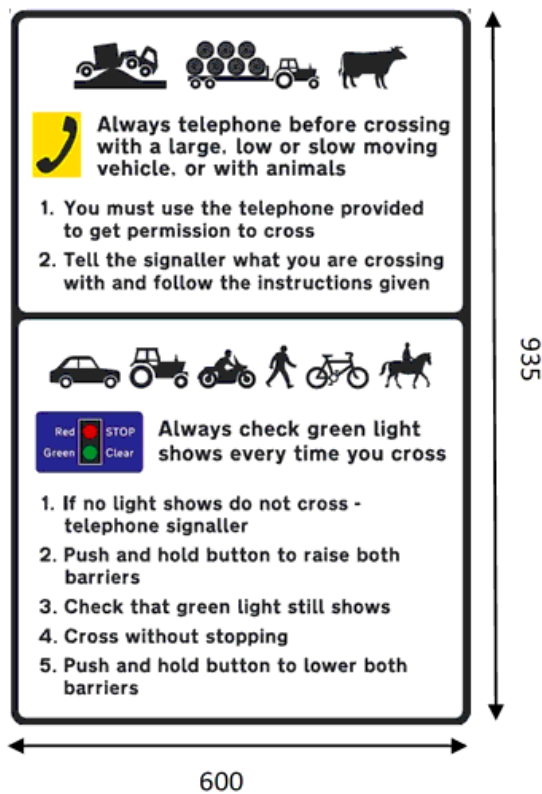 Always telephone before crossing
with a large, low or slow moving
vehicle, or with animals
1. You must use the telephone provided
to get permission to cross
2. Tell the signaller what you are crossing
with and follow the instructions given
Red STOP
Green Clear
Always check green light
shows every time you cross
1. If no light shows do not cross -
telephone signaller
2. Push and hold button to raise both
barriers
3. Check that green light still shows
4. Cross without stopping
5. Push and hold button to lower both
barriers
935
600